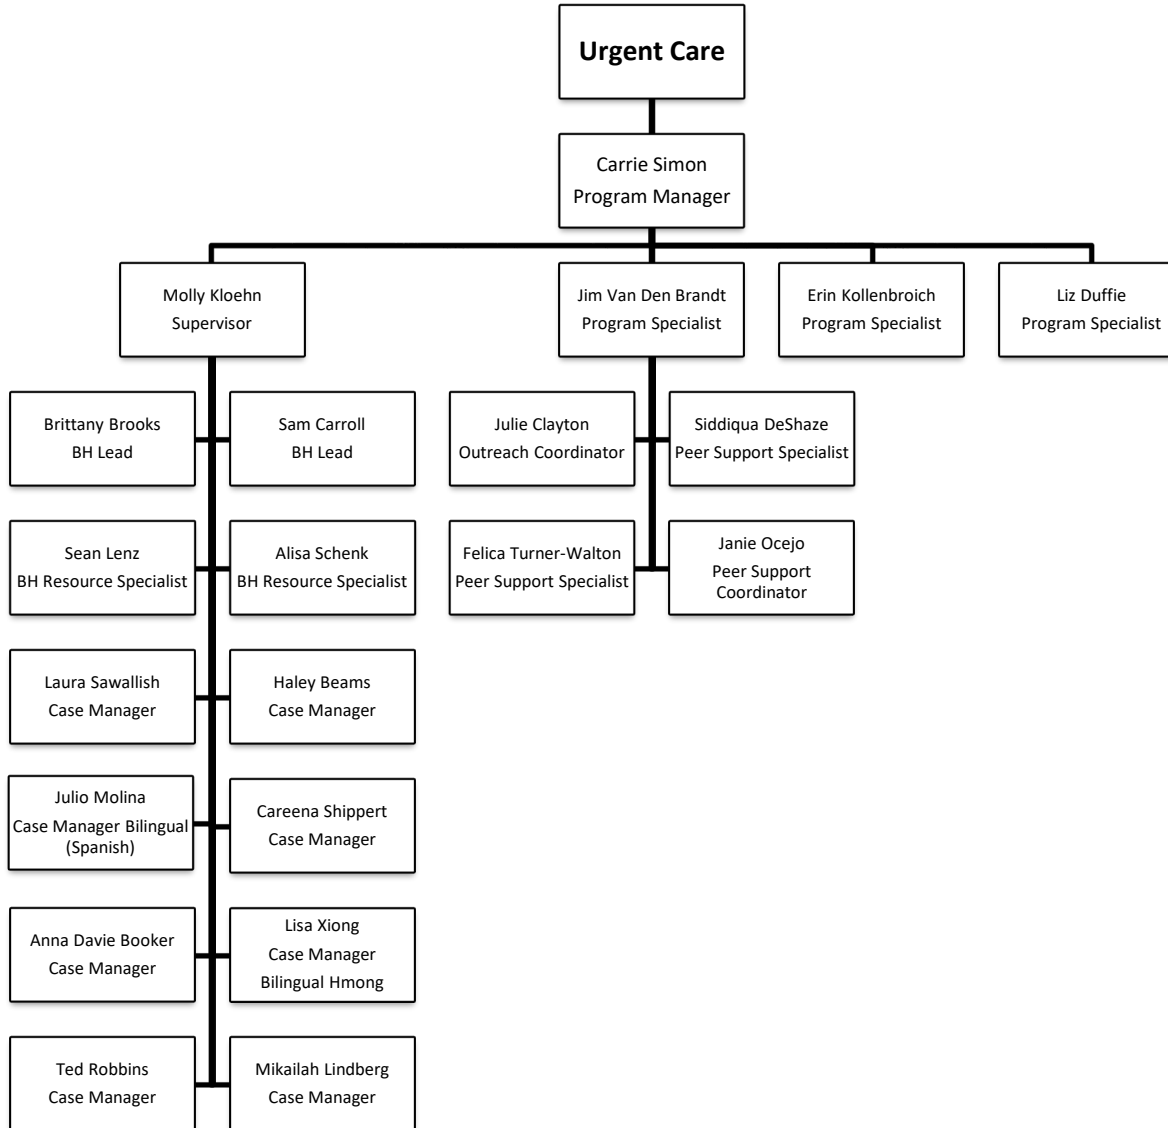 Urgent Care
Carrie Simon
Program Manager
Molly Kloehn
Supervisor
Jim Van Den Brandt
Program Specialist
Erin Kollenbroich
Program Specialist
Liz Duffie
Program Specialist
Brittany Brooks
BH Lead
Sam Carroll
BH Lead
Julie Clayton
Outreach Coordinator
Siddiqua DeShaze
Peer Support Specialist
Sean Lenz
BH Resource Specialist
Alisa Schenk
BH Resource Specialist
Felica Turner-Walton
Peer Support Specialist
Janie Ocejo
Peer Support
Coordinator
Laura Sawallish
Case Manager
Haley Beams
Case Manager
Julio Molina
Case Manager Bilingual
(Spanish)
Careena Shippert
Case Manager
Anna Davie Booker
Case Manager
Lisa Xiong
Case Manager
Bilingual Hmong
Ted Robbins
Case Manager
Mikailah Lindberg
Case Manager